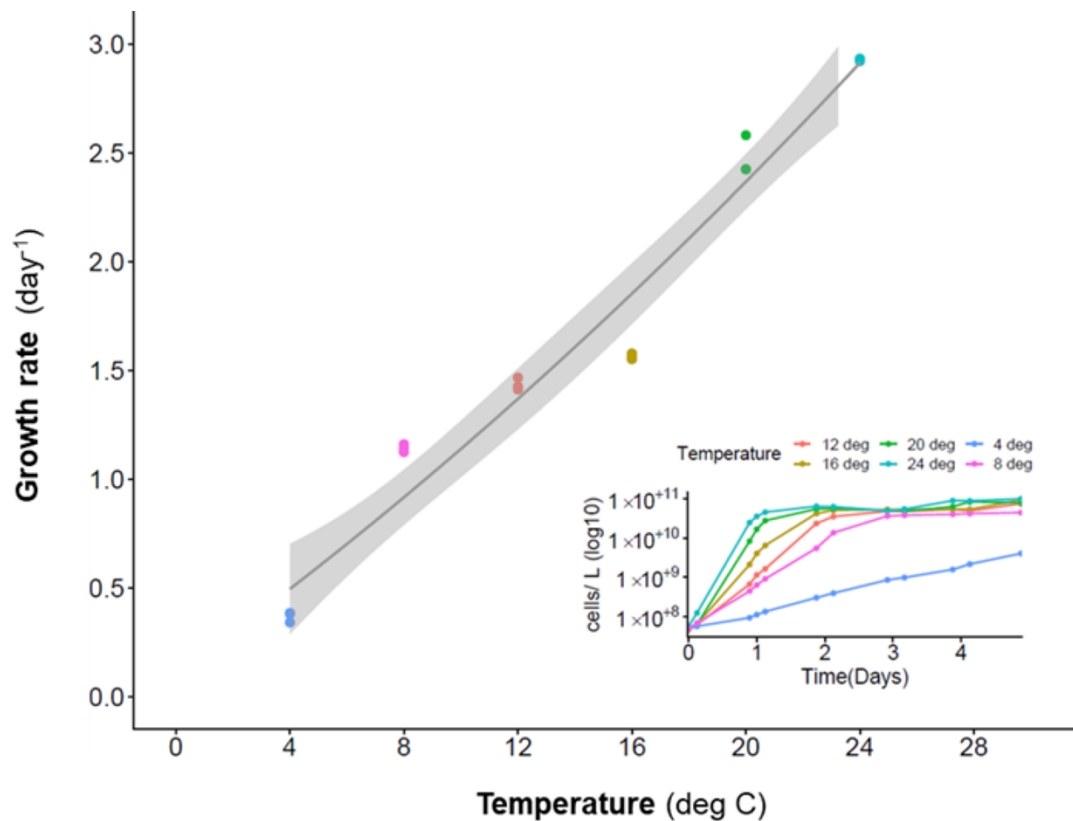 3.0
2.5
2.0
1.5
1.0
0.5
0.0
Growth rate (day⁻¹)
0 4 8 12 16 20 24 28
Temperature (deg C)
Temperature
12 deg 20 deg 4 deg
16 deg 24 deg 8 deg
1×10⁺¹¹
1×10⁺¹⁰
1×10⁺⁹
1×10⁺⁸
cells/ L (log10)
0 1 2 3 4
Time(Days)